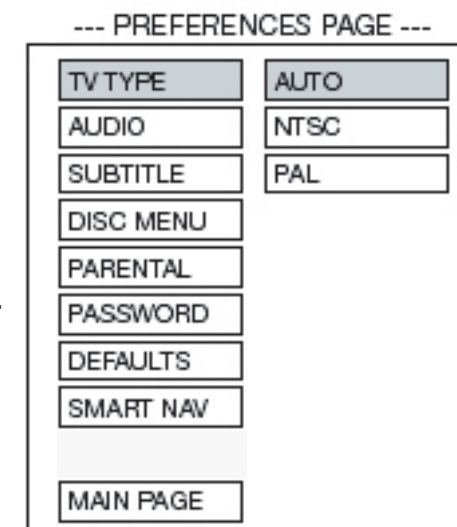 --- PREFERENCES PAGE ---
TV TYPE AUTO
AUDIO NTSC
SUBTITLE PAL
DISC MENU
PARENTAL
PASSWORD
DEFAULTS
SMART NAV
MAIN PAGE